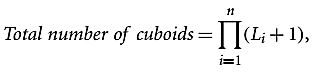 Total number of cuboids = ∏_{i=1}^{n} (L_i + 1),